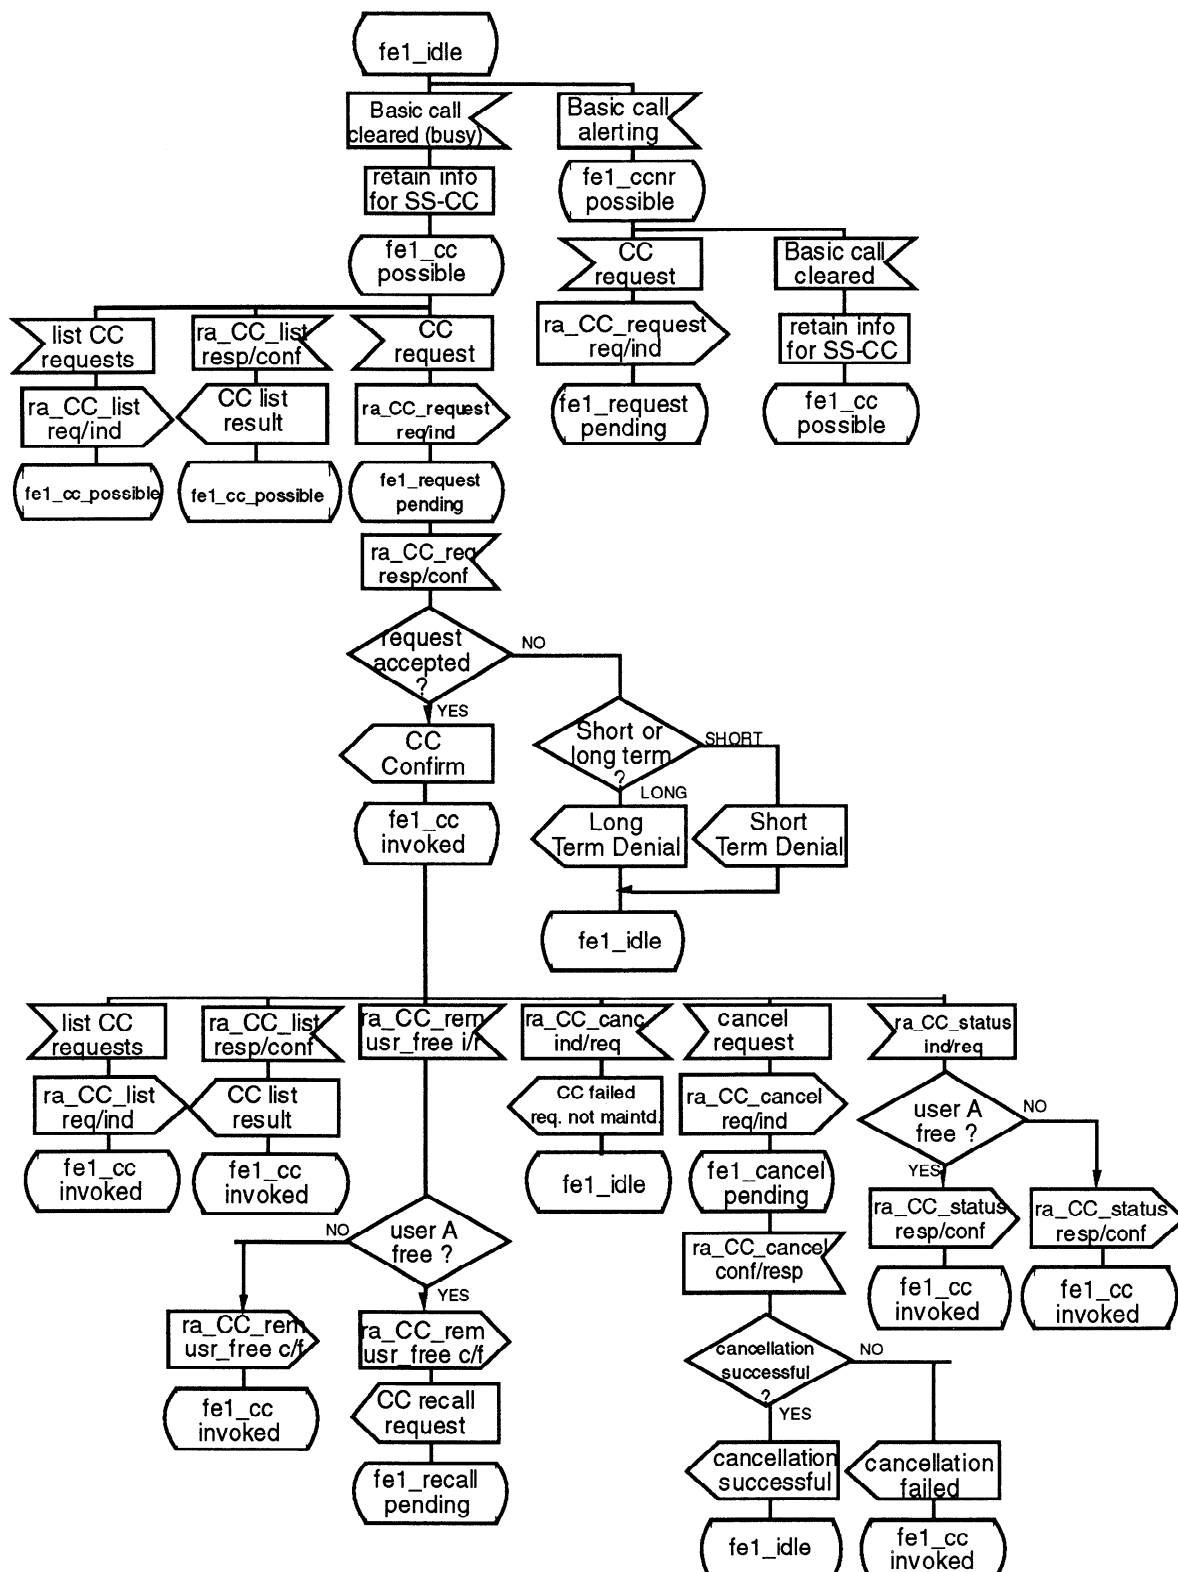 fe1_idle
Basic call
cleared (busy)
Basic call
alerting
retain info
for SS-CC
fe1_ccnr
possible
fe1_cc
possible
CC
request
Basic call
cleared
list CC
requests
ra_CC_list
resp/conf
CC
request
ra_CC_request
req/ind
retain info
for SS-CC
ra_CC_list
req/ind
CC list
result
ra_CC_request
req/ind
fe1_request
pending
fe1_cc
possible
fe1_cc_possible
fe1_cc_possible
fe1_request
pending
ra_CC_req
resp/conf
request
accepted
?
NO
YES
CC
Confirm
Short or
long term
?
SHORT
LONG
fe1_cc
invoked
Long
Term Denial
Short
Term Denial
fe1_idle
list CC
requests
ra_CC_list
resp/conf
ra_CC_rem
usr_free i/r
ra_CC_canc.
ind/req
cancel
request
ra_CC_status
ind/req
ra_CC_list
req/ind
CC list
result
CC failed
req. not maintd.
ra_CC_cancel
req/ind
user A
free ?
NO
YES
fe1_cc
invoked
fe1_cc
invoked
fe1_idle
fe1_cancel
pending
ra_CC_status
resp/conf
ra_CC_status
resp/conf
NO
user A
free ?
YES
ra_CC_cancel
conf/resp
fe1_cc
invoked
fe1_cc
invoked
ra_CC_rem
usr_free c/f
ra_CC_rem
usr_free c/f
cancellation
successful
?
NO
YES
fe1_cc
invoked
CC recall
request
cancellation
successful
cancellation
failed
fe1_recall
pending
fe1_idle
fe1_cc
invoked